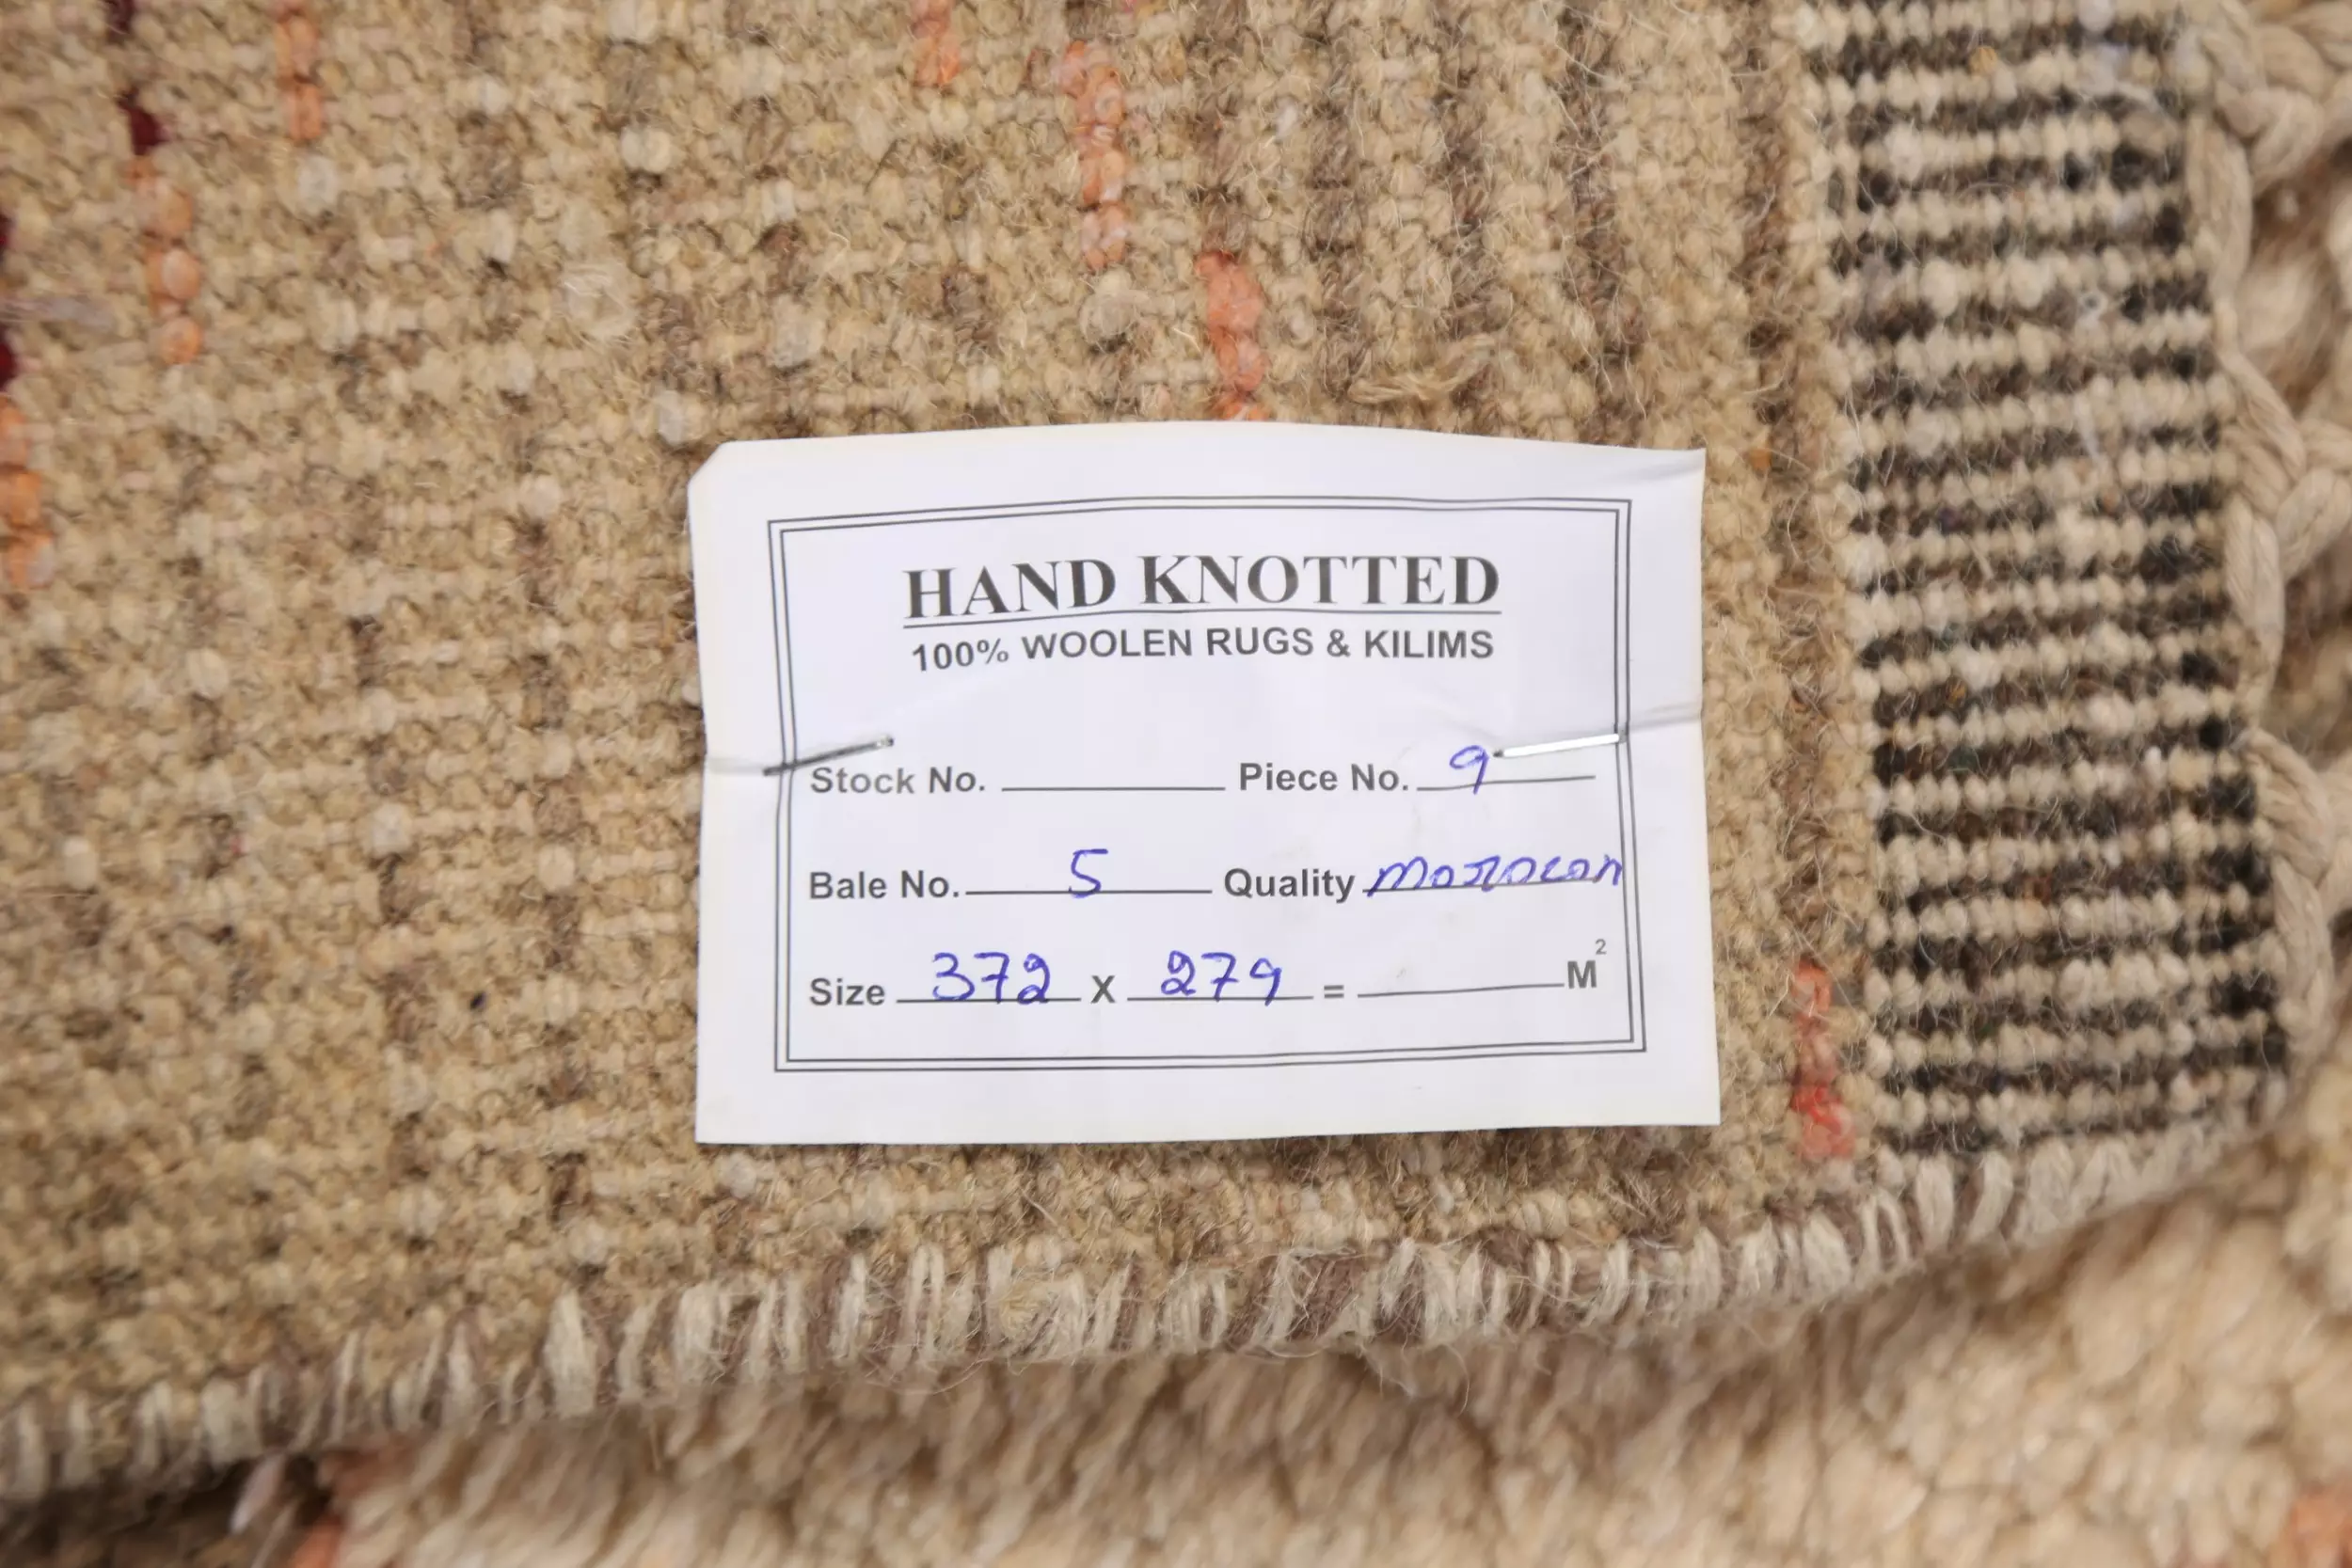 HAND KNOTTED
100% WOOLEN RUGS & KILIMS
Stock No. Piece No. 9
Bale No. 5 Quality Morocan
Size 372 X 279 = M²